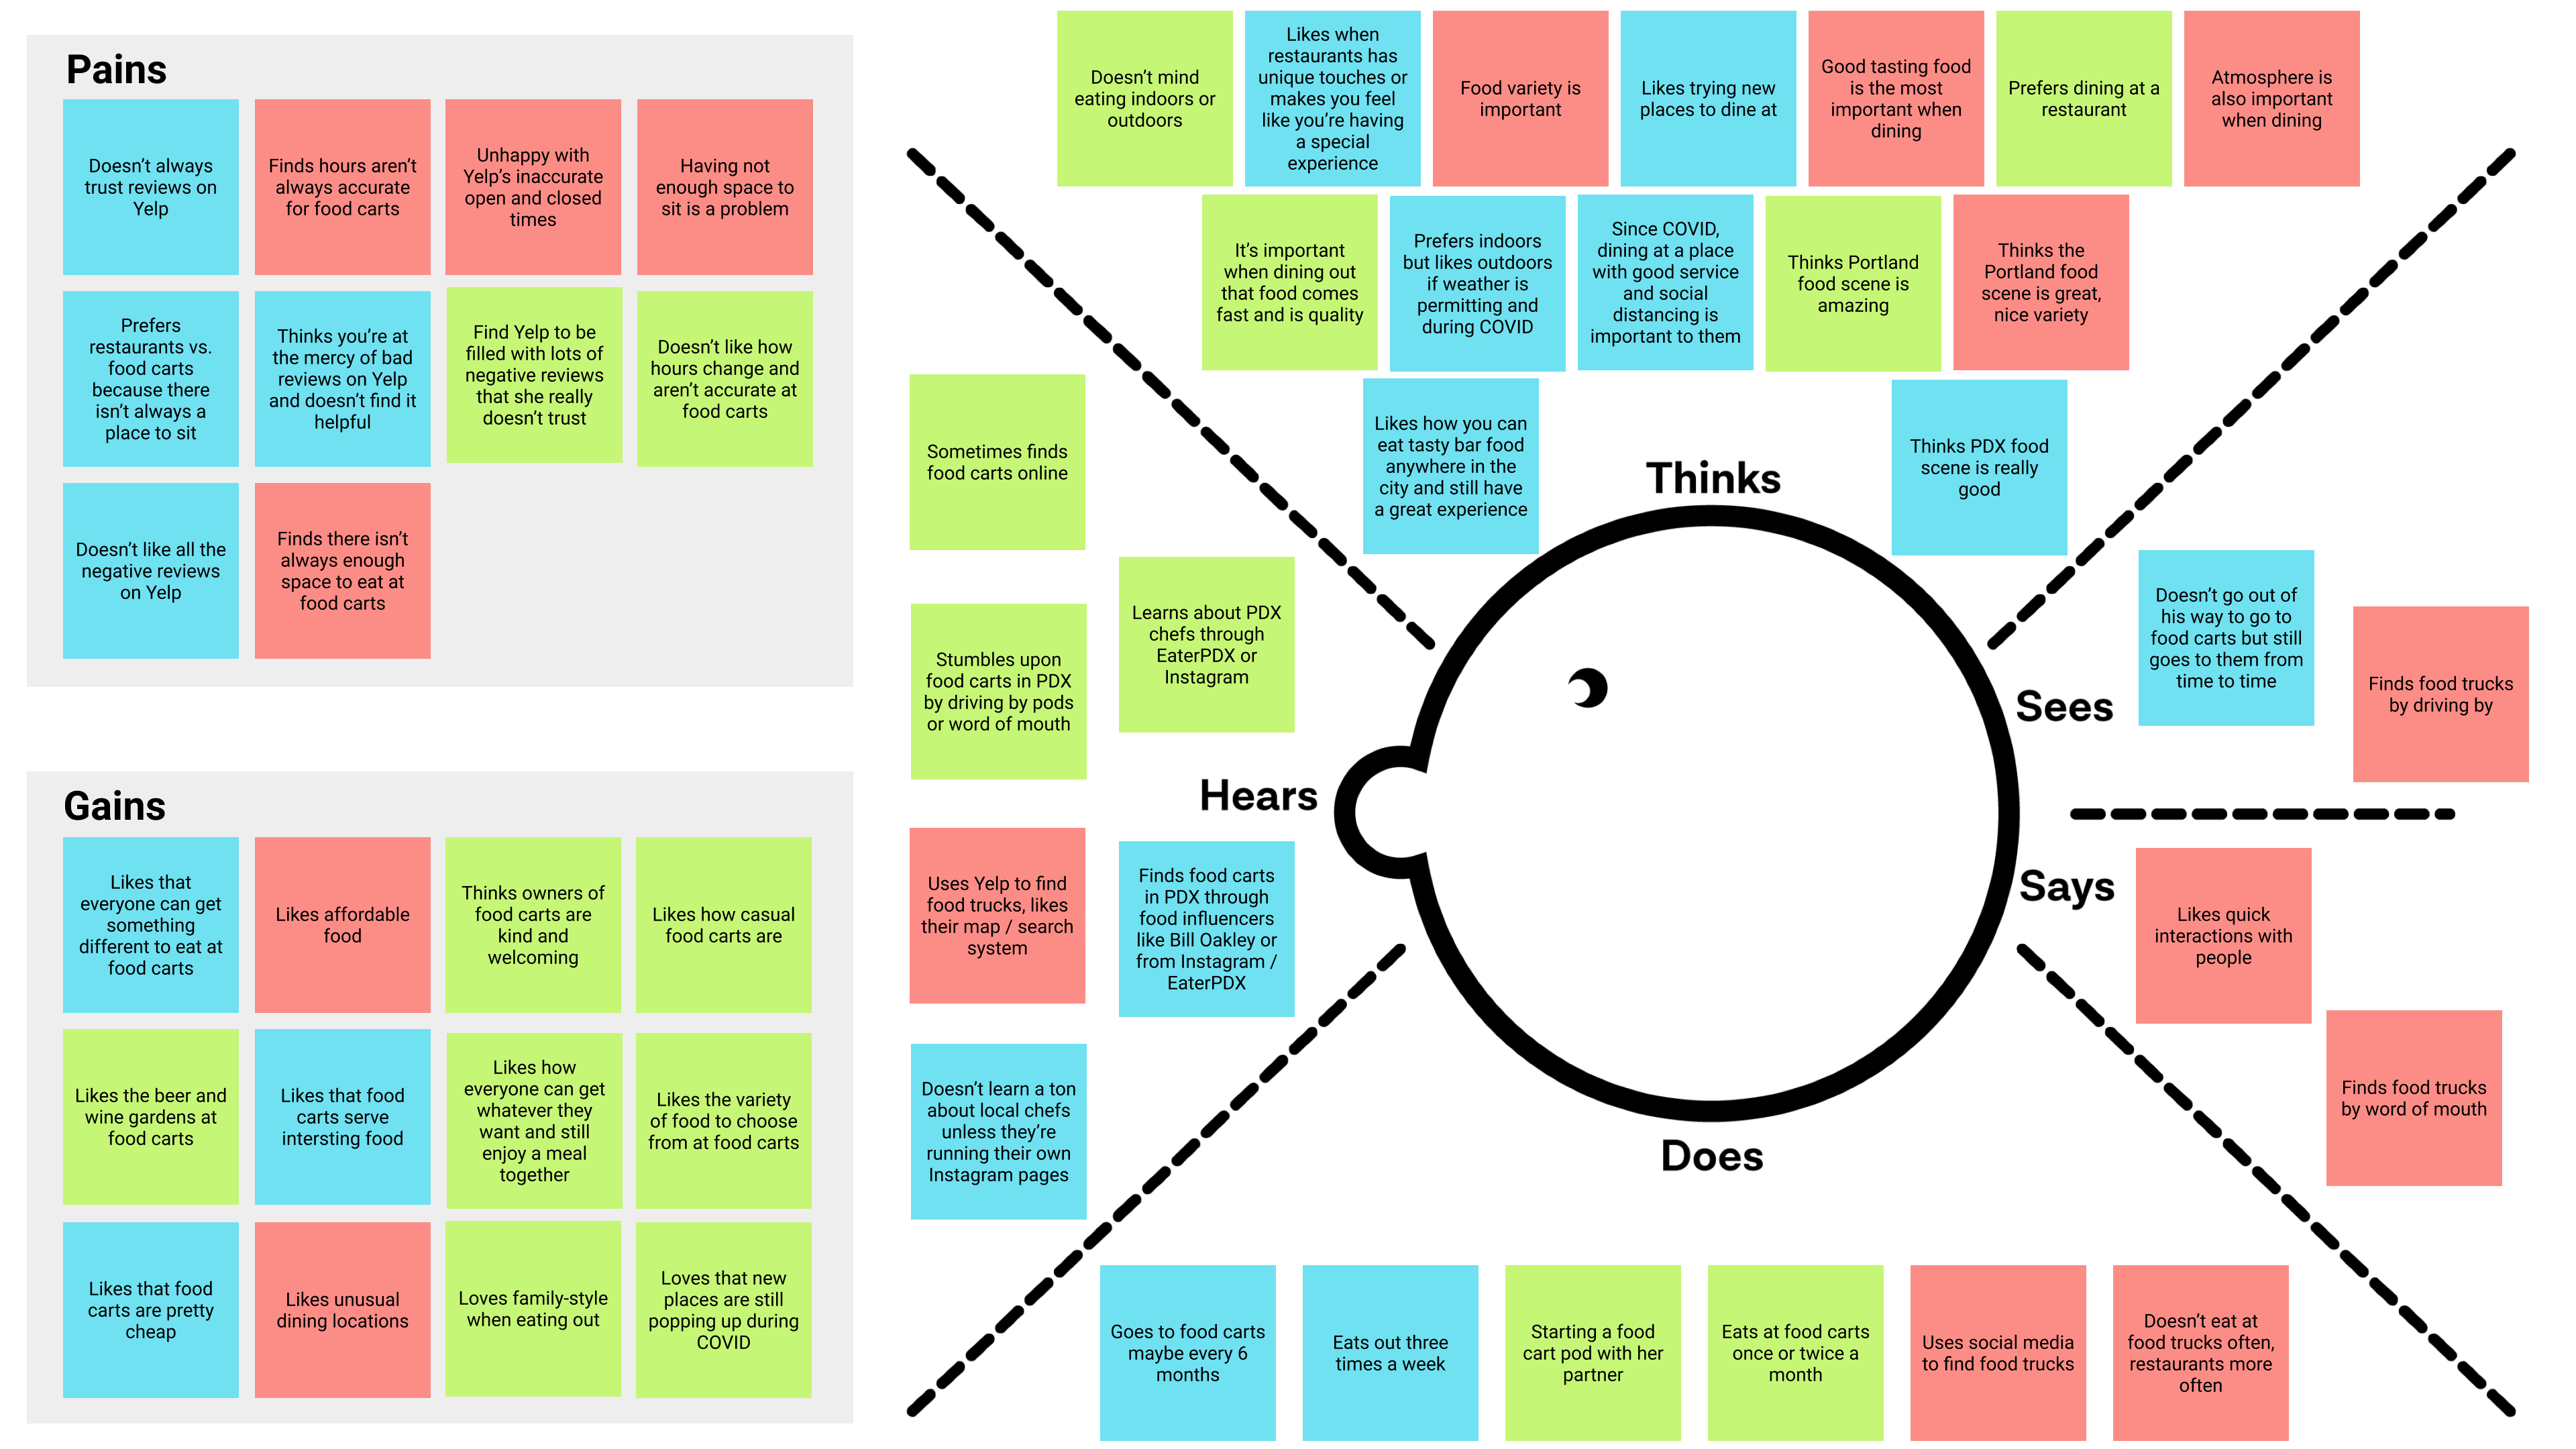 Pains
Doesn’t always
trust reviews on
Yelp
Finds hours aren’t
always accurate
for food carts
Unhappy with
Yelp’s inaccurate
open and closed
times
Having not
enough space to
sit is a problem
Prefers
restaurants vs.
food carts
because there
isn’t always a
place to sit
Thinks you’re at
the mercy of bad
reviews on Yelp
and doesn’t find it
helpful
Find Yelp to be
filled with lots of
negative reviews
that she really
doesn’t trust
Doesn’t like how
hours change and
aren’t accurate at
food carts
Doesn’t like all the
negative reviews
on Yelp
Finds there isn’t
always enough
space to eat at
food carts
Gains
Likes that
everyone can get
something
different to eat at
food carts
Likes affordable
food
Thinks owners of
food carts are
kind and
welcoming
Likes how casual
food carts are
Likes the beer and
wine gardens at
food carts
Likes that food
carts serve
intersting food
Likes how
everyone can get
whatever they
want and still
enjoy a meal
together
Likes the variety
of food to choose
from at food carts
Likes that food
carts are pretty
cheap
Likes unusual
dining locations
Loves family-style
when eating out
Loves that new
places are still
popping up during
COVID
Doesn’t mind
eating indoors or
outdoors
Likes when
restaurants has
unique touches or
makes you feel
like you’re having
a special
experience
Food variety is
important
Likes trying new
places to dine at
Good tasting food
is the most
important when
dining
Prefers dining at a
restaurant
Atmosphere is
also important
when dining
It’s important
when dining out
that food comes
fast and is quality
Prefers indoors
but likes outdoors
if weather is
permitting and
during COVID
Since COVID,
dining at a place
with good service
and social
distancing is
important to them
Thinks Portland
food scene is
amazing
Thinks the
Portland food
scene is great,
nice variety
Likes how you can
eat tasty bar food
anywhere in the
city and still have
a great experience
Thinks
Thinks PDX food
scene is really
good
Sometimes finds
food carts online
Learns about PDX
chefs through
EaterPDX or
Instagram
Stumbles upon
food carts in PDX
by driving by pods
or word of mouth
Hears
Uses Yelp to find
food trucks, likes
their map / search
system
Finds food carts
in PDX through
food influencers
like Bill Oakley or
from Instagram /
EaterPDX
Doesn’t learn a ton
about local chefs
unless they’re
running their own
Instagram pages
Sees
Doesn’t go out of
his way to go to
food carts but still
goes to them from
time to time
Finds food trucks
by driving by
Says
Likes quick
interactions with
people
Finds food trucks
by word of mouth
Does
Goes to food carts
maybe every 6
months
Eats out three
times a week
Starting a food
cart pod with her
partner
Eats at food carts
once or twice a
month
Uses social media
to find food trucks
Doesn’t eat at
food trucks often,
restaurants more
often